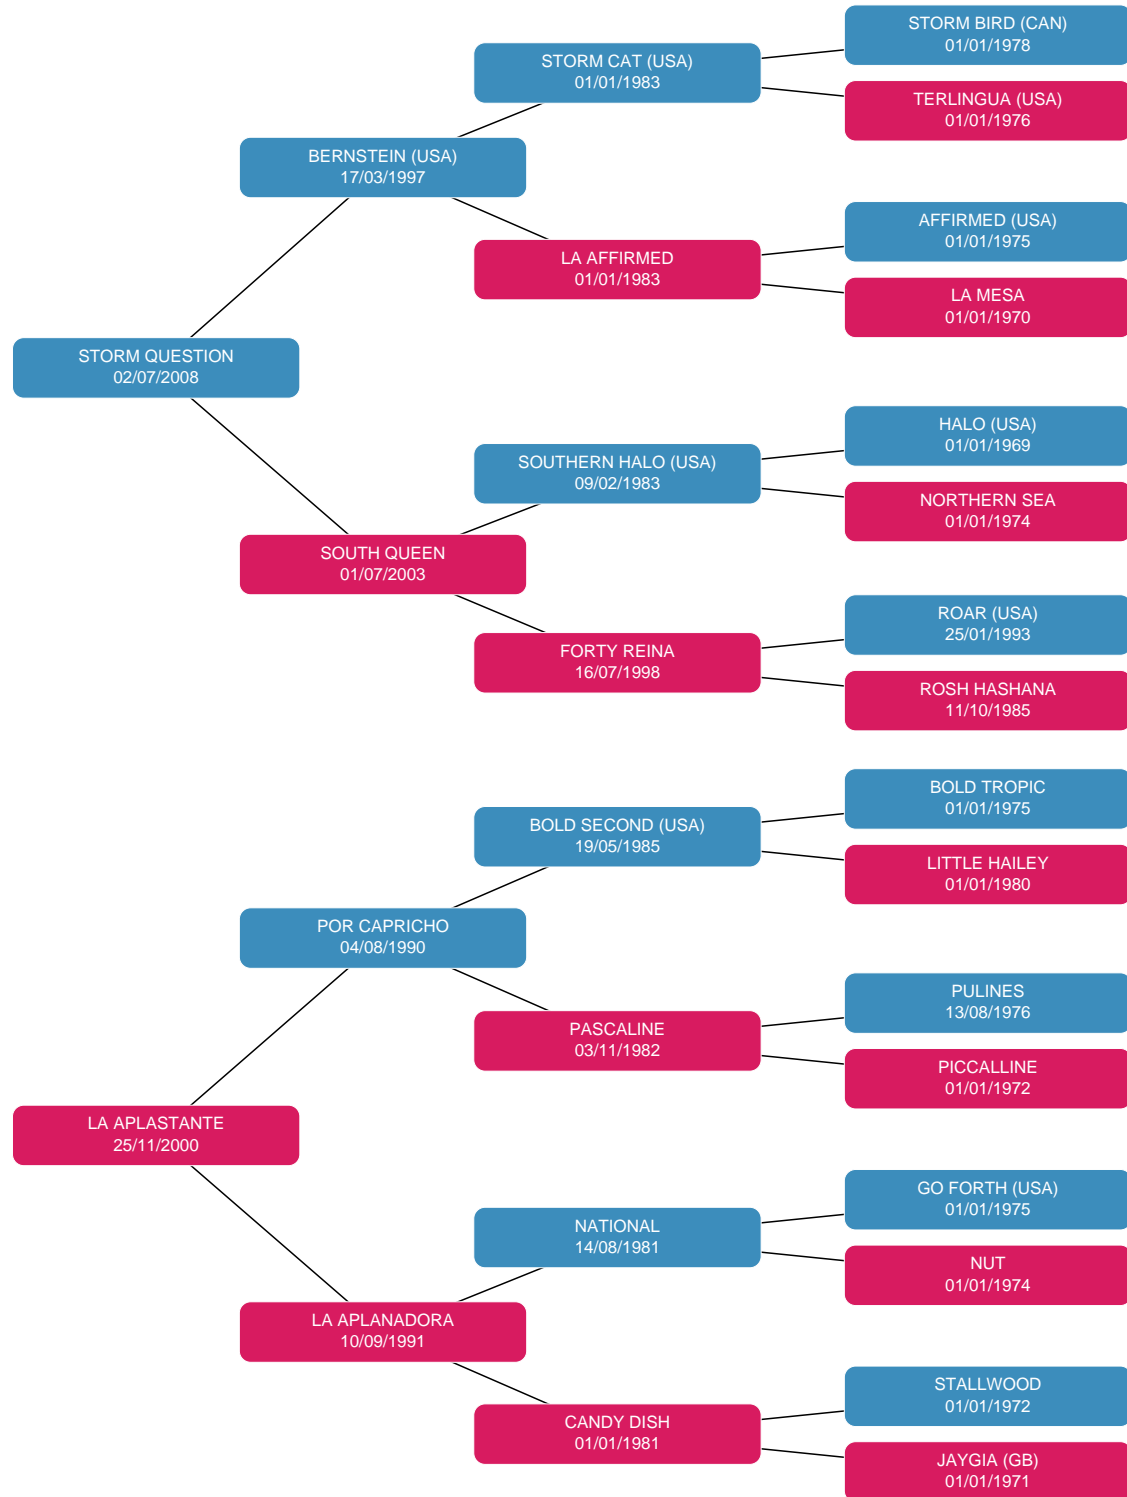 STORM BIRD (CAN)
01/01/1978
STORM CAT (USA)
01/01/1983
TERLINGUA (USA)
01/01/1976
BERNSTEIN (USA)
17/03/1997
AFFIRMED (USA)
01/01/1975
LA AFFIRMED
01/01/1983
LA MESA
01/01/1970
STORM QUESTION
02/07/2008
HALO (USA)
01/01/1969
SOUTHERN HALO (USA)
09/02/1983
NORTHERN SEA
01/01/1974
SOUTH QUEEN
01/07/2003
ROAR (USA)
25/01/1993
FORTY REINA
16/07/1998
ROSH HASHANA
11/10/1985
BOLD TROPIC
01/01/1975
BOLD SECOND (USA)
19/05/1985
LITTLE HAILEY
01/01/1980
POR CAPRICHO
04/08/1990
PULINES
13/08/1976
PASCALINE
03/11/1982
PICCALLINE
01/01/1972
LA APLASTANTE
25/11/2000
GO FORTH (USA)
01/01/1975
NATIONAL
14/08/1981
NUT
01/01/1974
LA APLANADORA
10/09/1991
STALLWOOD
01/01/1972
CANDY DISH
01/01/1981
JAYGIA (GB)
01/01/1971